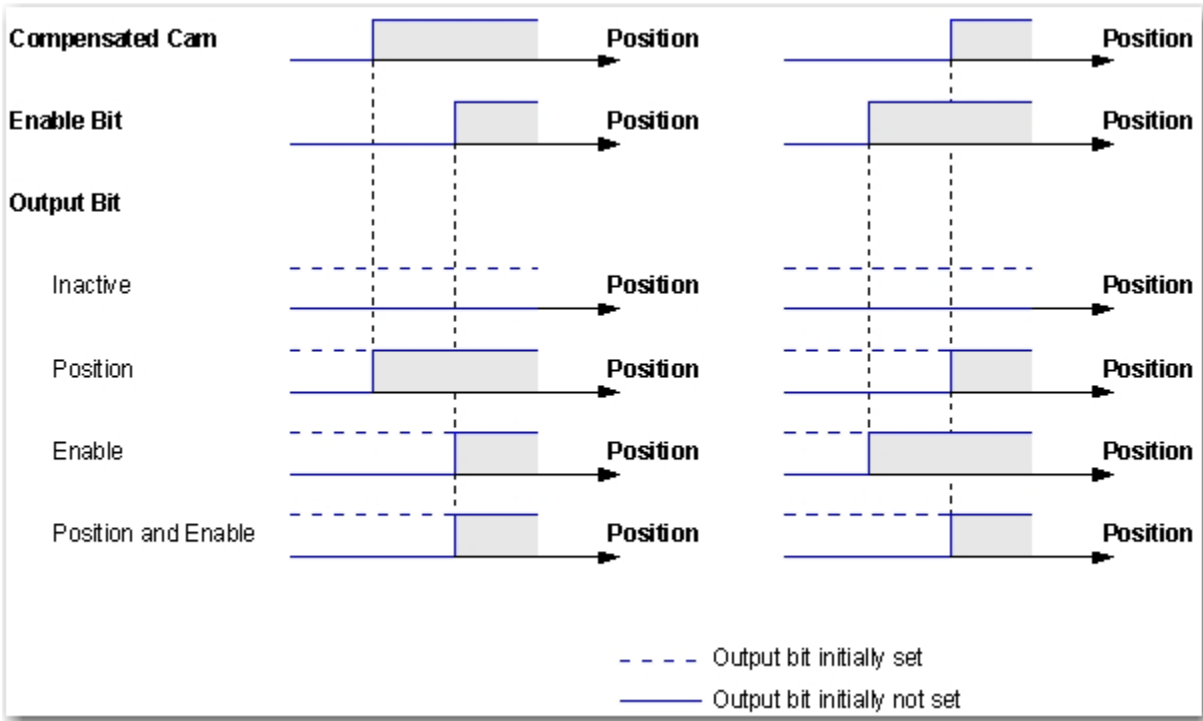 Compensated Cam Position Position
Enable Bit Position Position
Output Bit
Inactive Position Position
Position Position Position
Enable Position Position
Position and Enable Position Position
Output bit initially set
Output bit initially not set